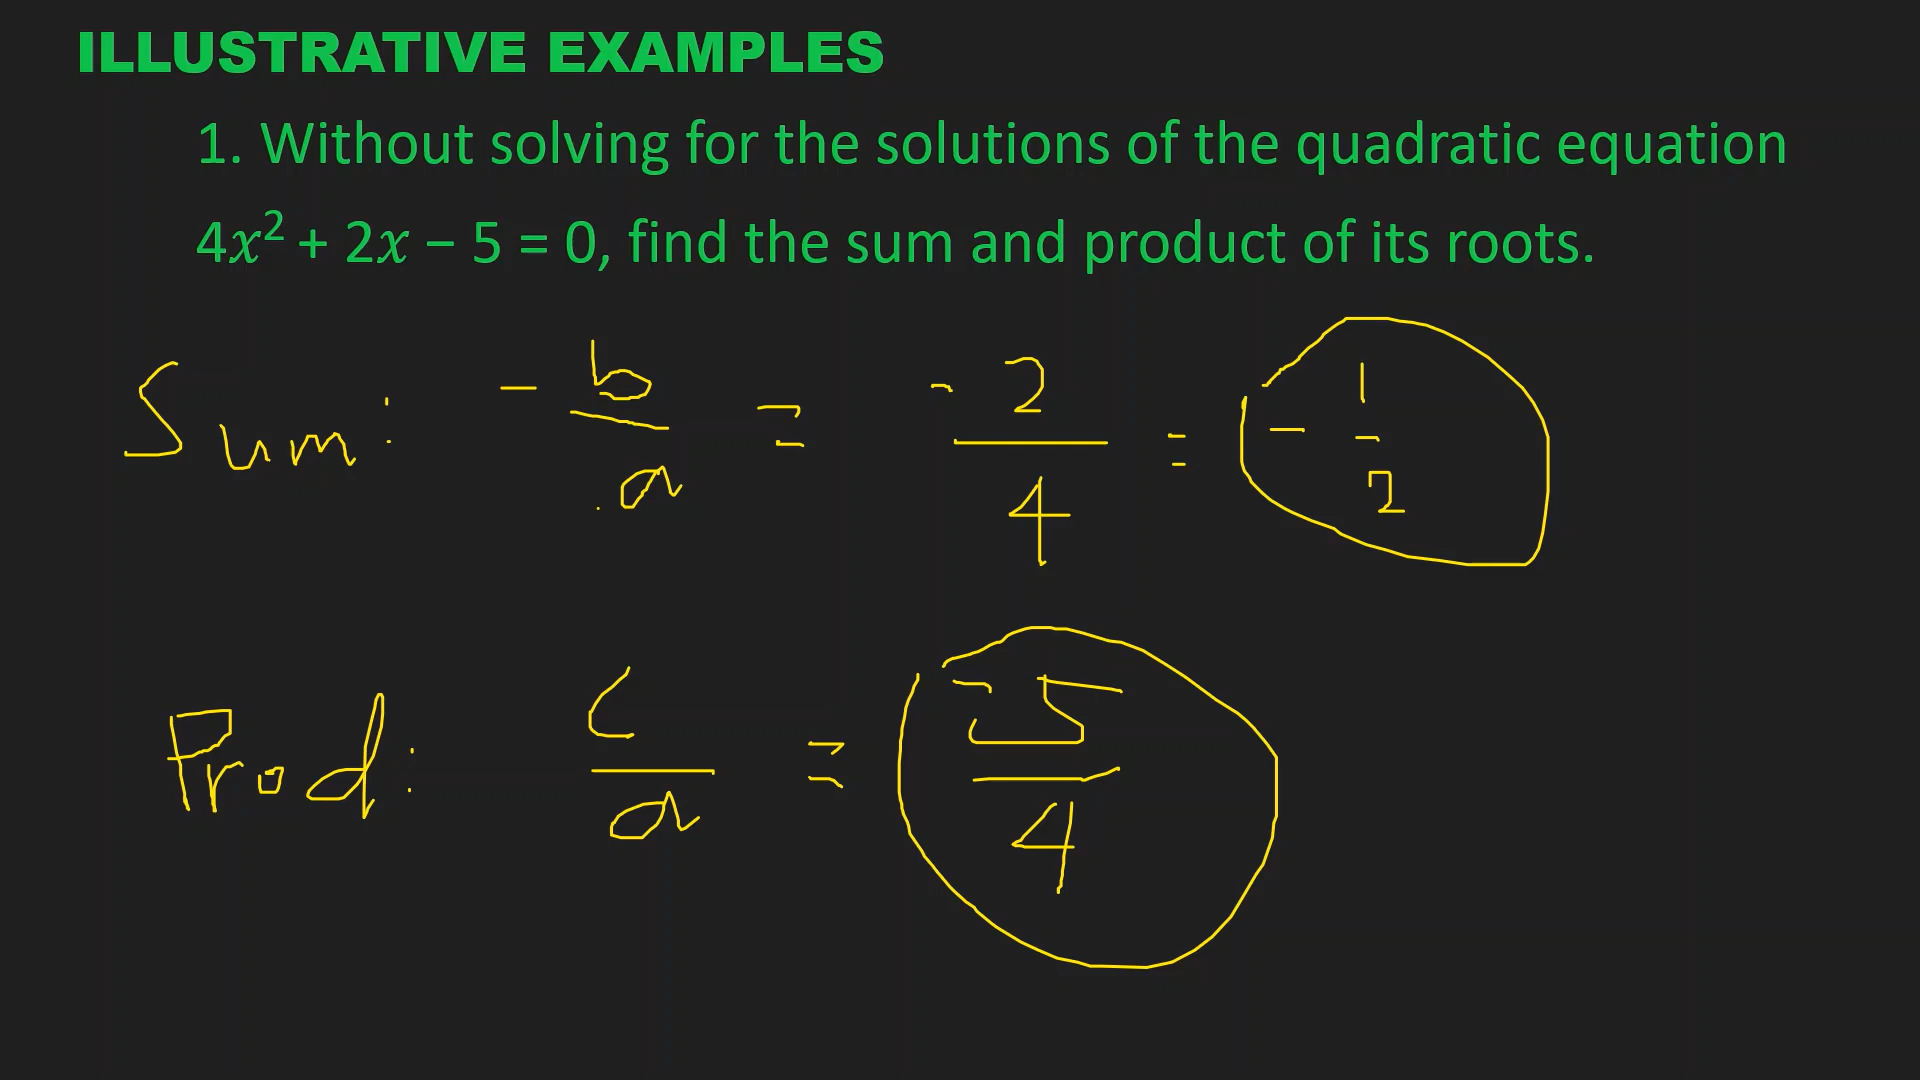 ILLUSTRATIVE EXAMPLES
1. Without solving for the solutions of the quadratic equation
4x² + 2x − 5 = 0, find the sum and product of its roots.
Sum: - b/a = -2/4 = - 1/2
Prod: c/a = -5/4